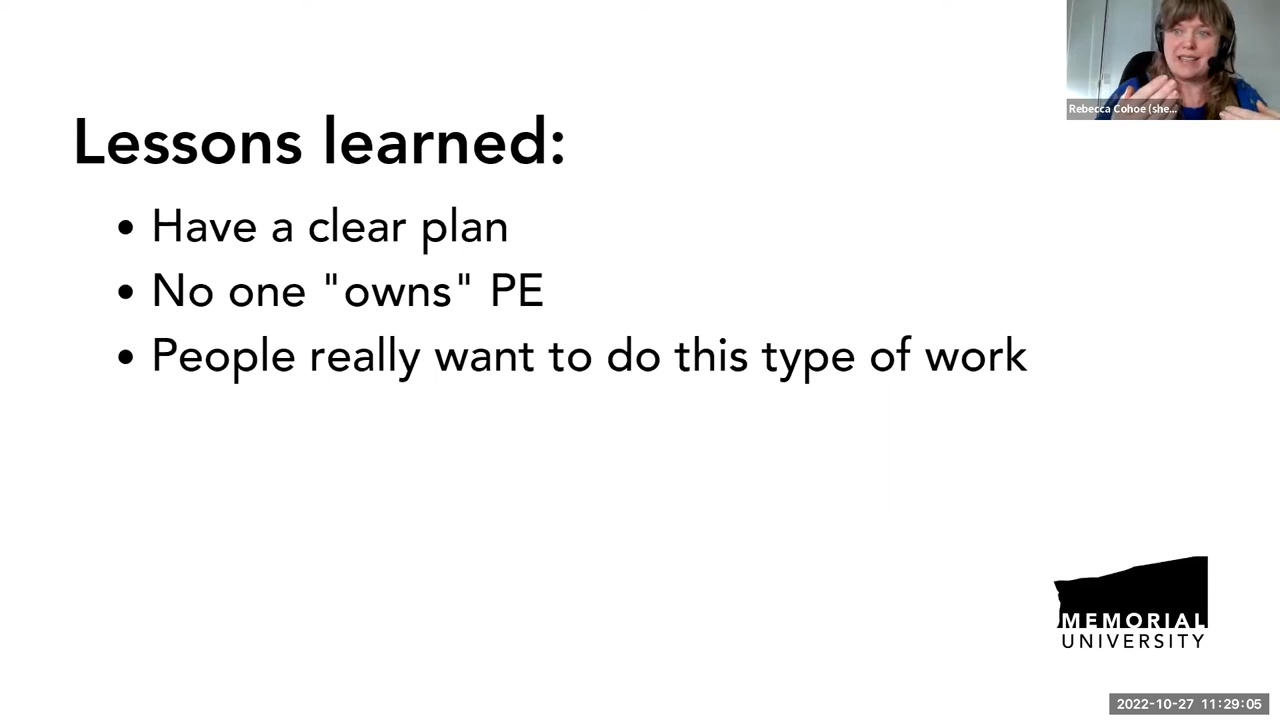 Rebecca Cohoe (she...
Lessons learned:
• Have a clear plan
• No one "owns" PE
• People really want to do this type of work
MEMORIAL
UNIVERSITY
2022-10-27 11:29:05